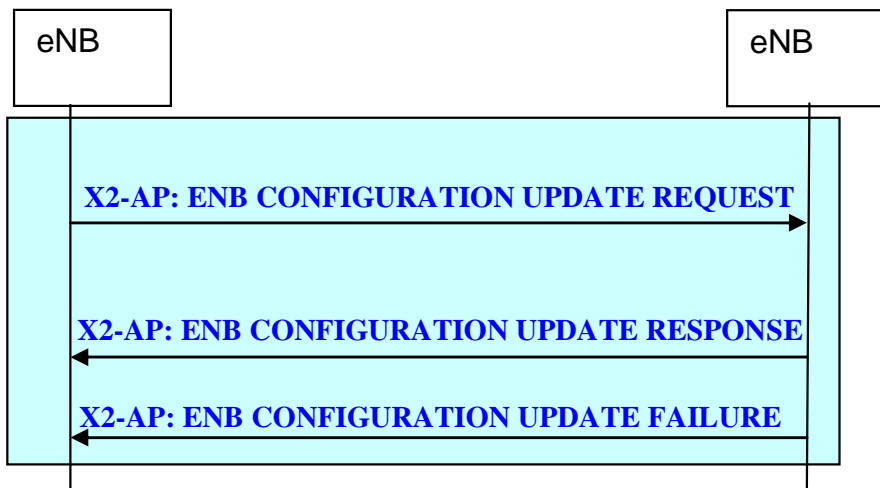 eNB
eNB
X2-AP: ENB CONFIGURATION UPDATE REQUEST
X2-AP: ENB CONFIGURATION UPDATE RESPONSE
X2-AP: ENB CONFIGURATION UPDATE FAILURE